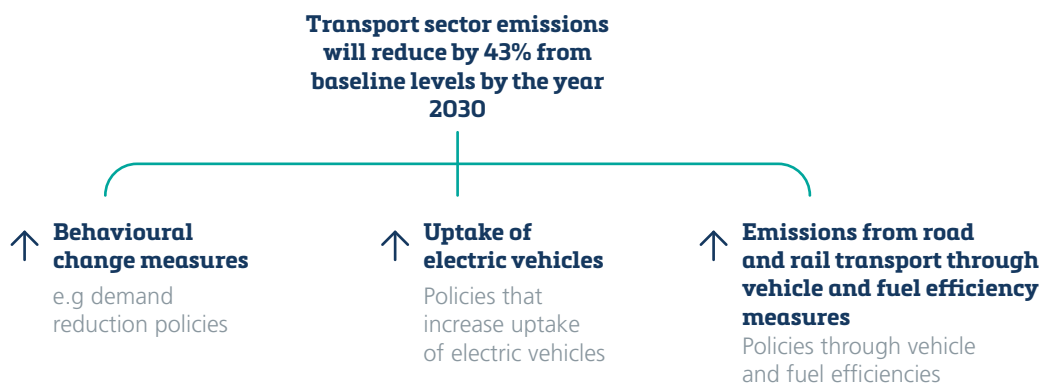 Transport sector emissions
will reduce by 43% from
baseline levels by the year
2030
Behavioural
change measures
e.g demand
reduction policies
Uptake of
electric vehicles
Policies that
increase uptake
of electric vehicles
Emissions from road
and rail transport through
vehicle and fuel efficiency
measures
Policies through vehicle
and fuel efficiencies